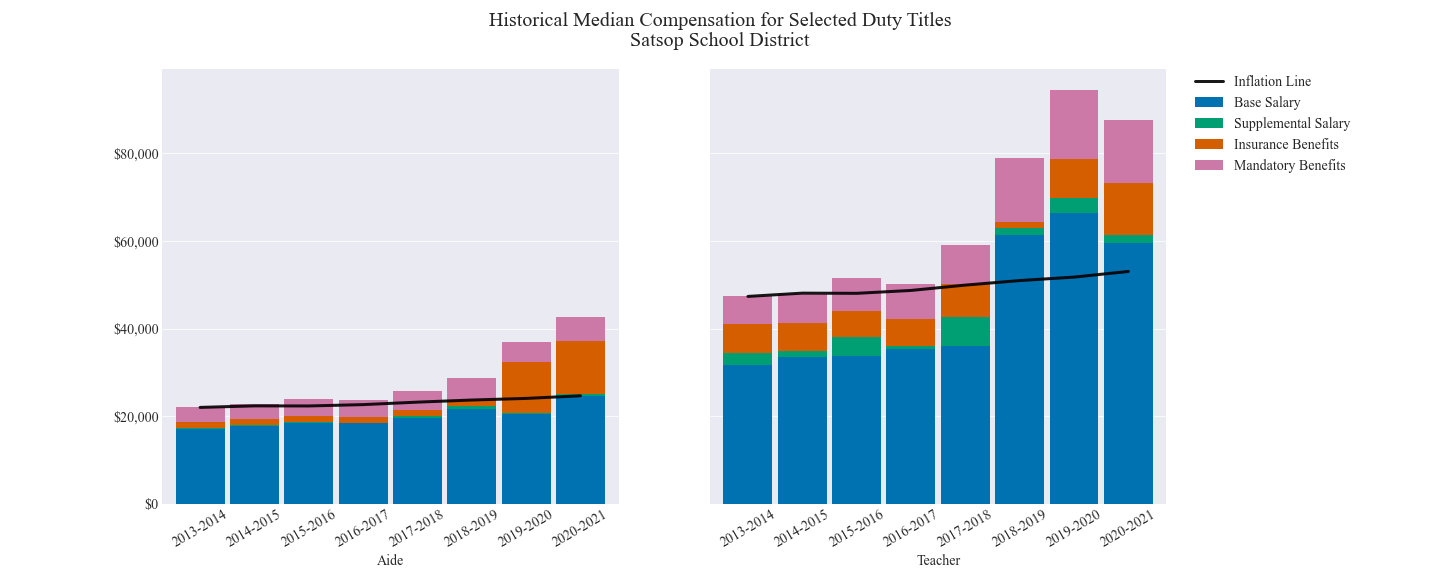 Historical Median Compensation for Selected Duty Titles
Satsop School District
Inflation Line
Base Salary
Supplemental Salary
Insurance Benefits
Mandatory Benefits
$80,000
$60,000
$40,000
$20,000
$0
2013-2014
2014-2015
2015-2016
2016-2017
2017-2018
2018-2019
2019-2020
2020-2021
Aide
2013-2014
2014-2015
2015-2016
2016-2017
2017-2018
2018-2019
2019-2020
2020-2021
Teacher